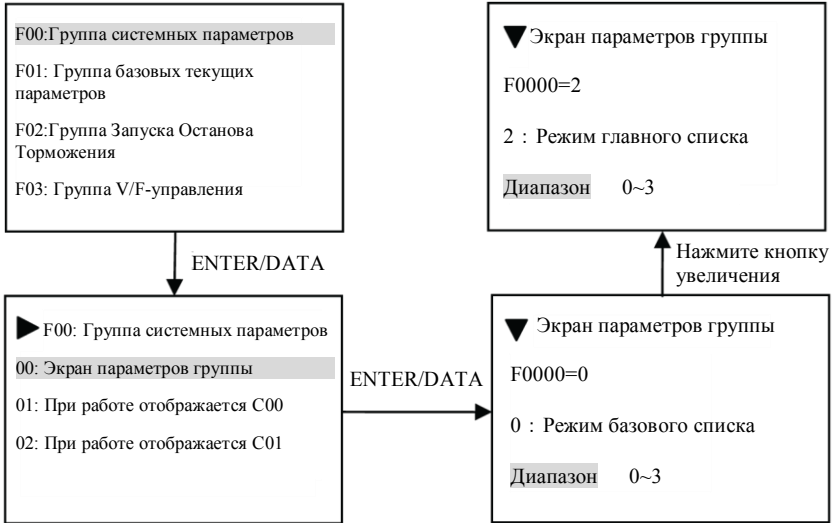 F00:Группа системных параметров
F01: Группа базовых текущих
параметров
F02:Группа Запуска Останова
Торможения
F03: Группа V/F-управления
ENTER/DATA
▶ F00: Группа системных параметров
00: Экран параметров группы
01: При работе отображается C00
02: При работе отображается C01
ENTER/DATA
▼ Экран параметров группы
F0000=0
0 : Режим базового списка
Диапазон 0~3
Нажмите кнопку
увеличения
▼ Экран параметров группы
F0000=2
2 : Режим главного списка
Диапазон 0~3